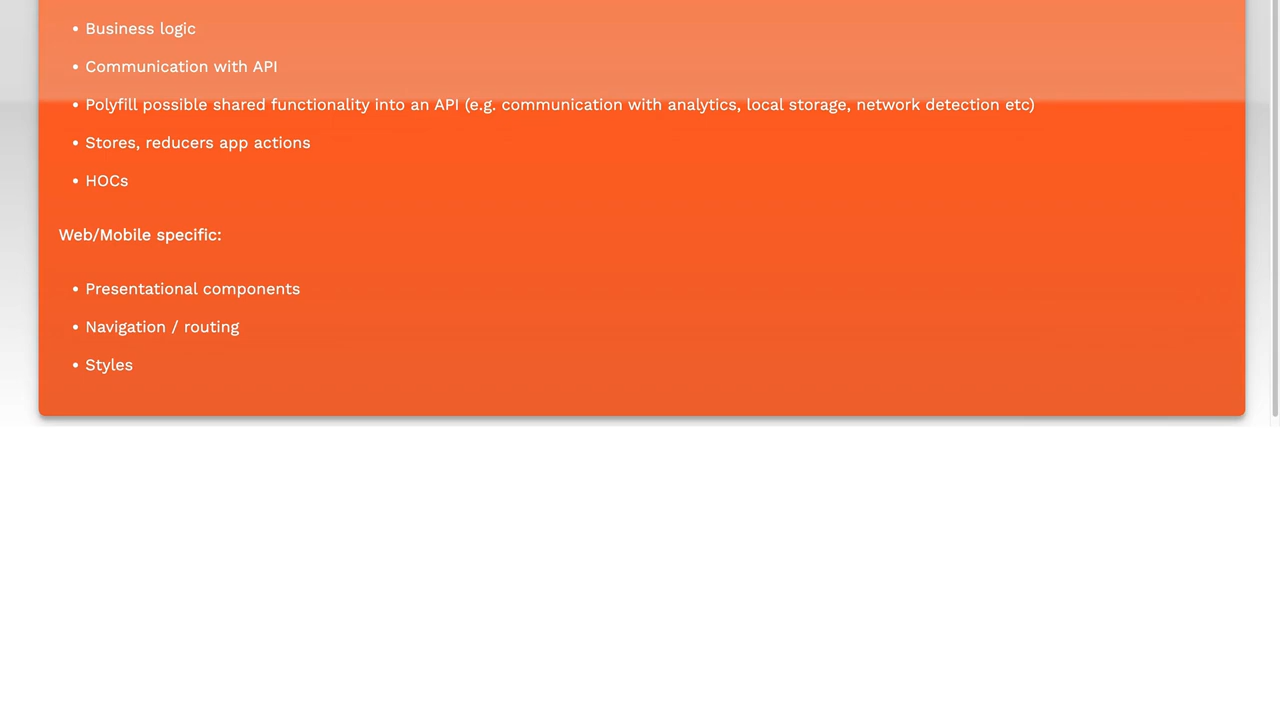 • Business logic
• Communication with API
• Polyfill possible shared functionality into an API (e.g. communication with analytics, local storage, network detection etc)
• Stores, reducers app actions
• HOCs
Web/Mobile specific:
• Presentational components
• Navigation / routing
• Styles